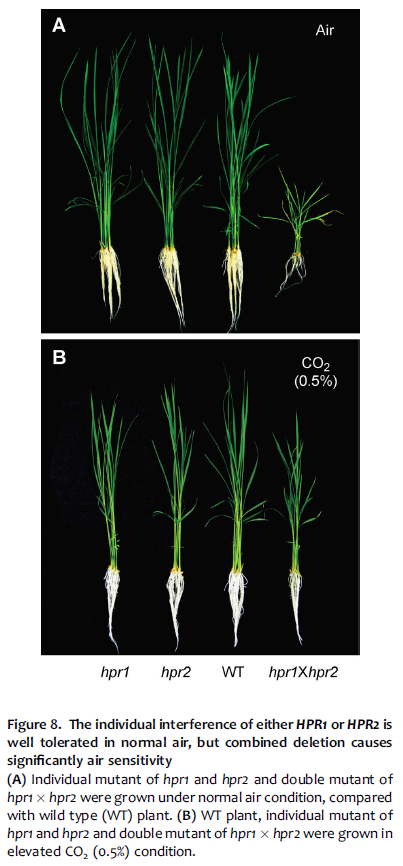 A
Air
B
CO₂
(0.5%)
hpr1 hpr2 WT hpr1Xhpr2
Figure 8. The individual interference of either HPR1 or HPR2 is
well tolerated in normal air, but combined deletion causes
significantly air sensitivity
(A) Individual mutant of hpr1 and hpr2 and double mutant of
hpr1 × hpr2 were grown under normal air condition, compared
with wild type (WT) plant. (B) WT plant, individual mutant of
hpr1 and hpr2 and double mutant of hpr1 × hpr2 were grown in
elevated CO₂ (0.5%) condition.